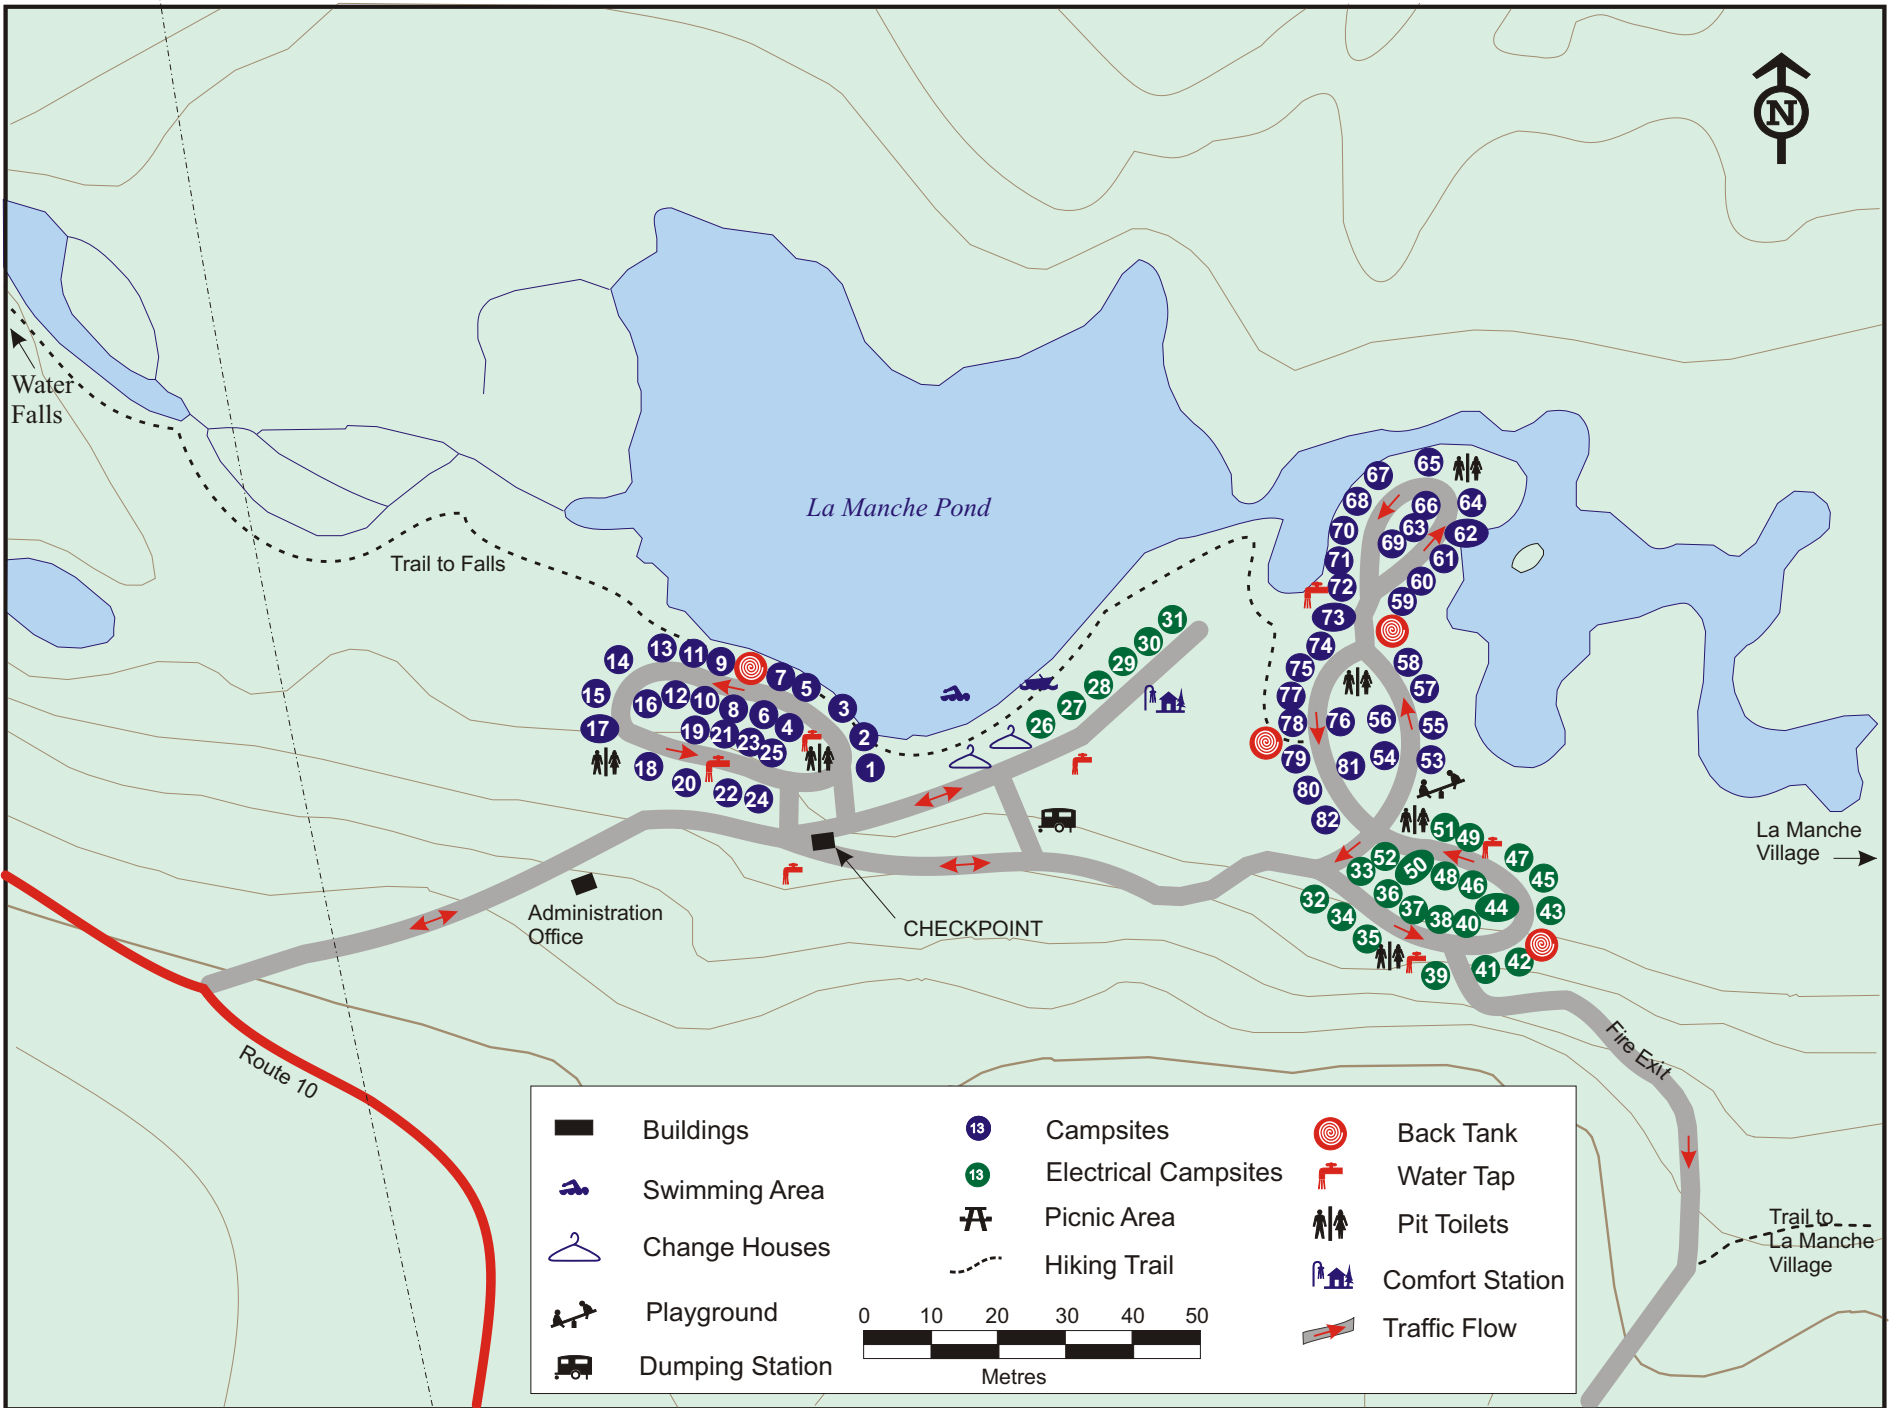 N
Water
Falls
La Manche Pond
Trail to Falls
65
67
68
66
64
70
63
62
69
71
61
72
60
59
73
74
58
75
57
77
78
76
56
55
79
81
54
53
80
82
31
30
29
28
27
26
13
11
9
14
7
5
15
16
12
10
8
6
4
3
17
19
21
23
25
2
1
18
20
22
24
51
49
52
50
47
33
48
46
45
32
36
44
43
34
37
38
40
35
42
39
41
La Manche
Village
Administration
Office
CHECKPOINT
Route 10
Fire Exit
Trail to
La Manche
Village
Buildings
Swimming Area
Change Houses
Playground
Dumping Station
13
Campsites
13
Electrical Campsites
Picnic Area
Hiking Trail
0 10 20 30 40 50
Metres
Back Tank
Water Tap
Pit Toilets
Comfort Station
Traffic Flow